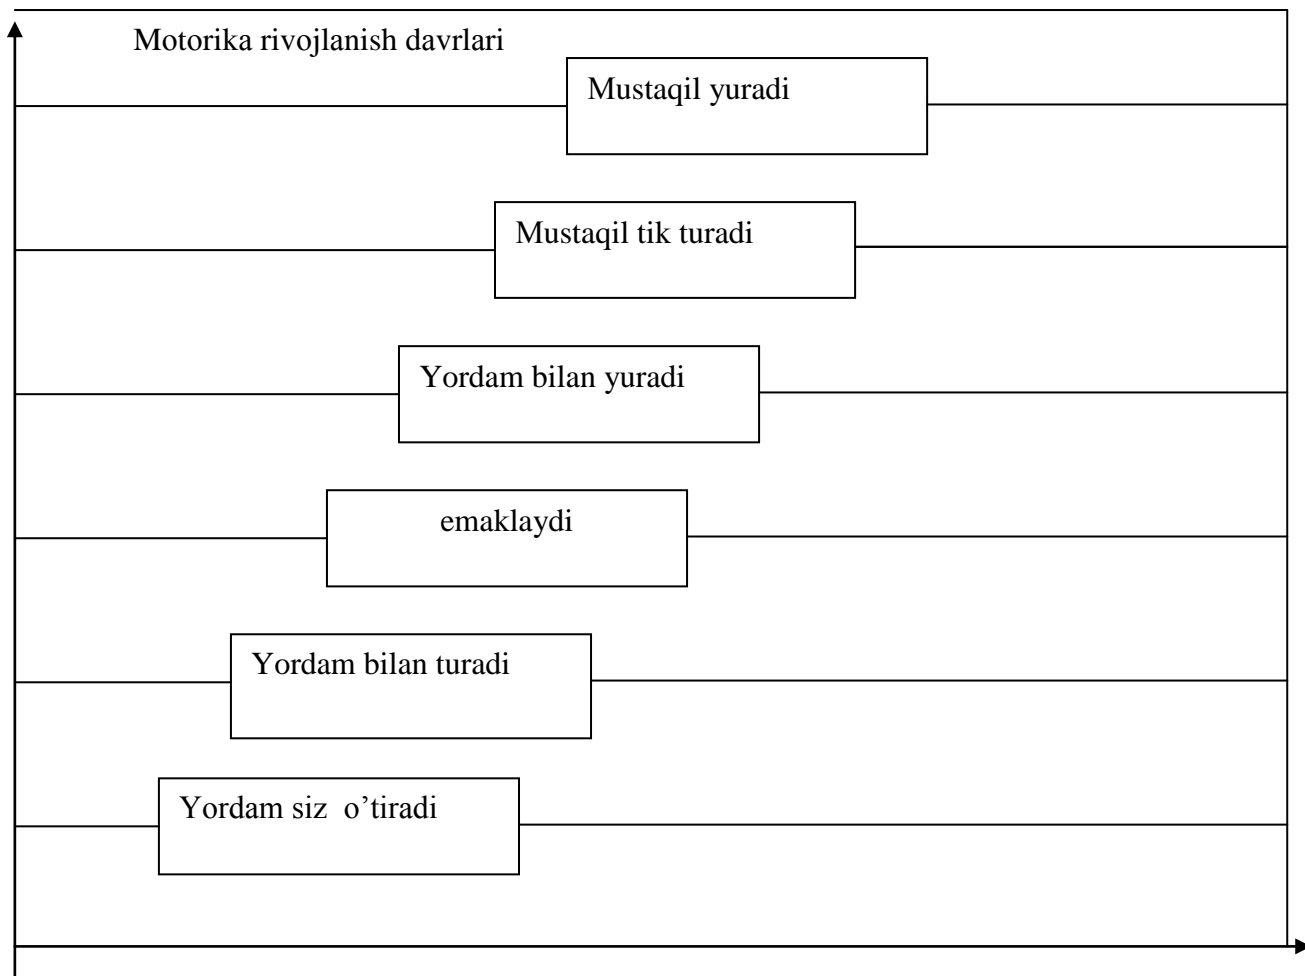 Motorika rivojlanish davrlari
Mustaqil yuradi
Mustaqil tik turadi
Yordam bilan yuradi
emaklaydi
Yordam bilan turadi
Yordam siz o’tiradi